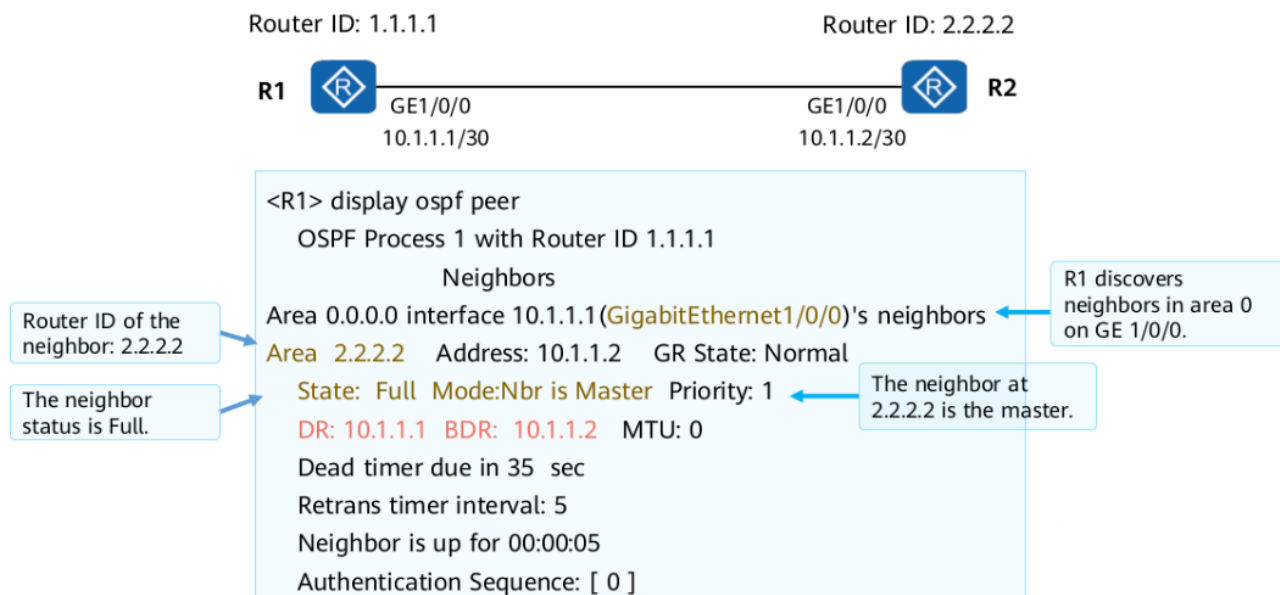 Router ID: 1.1.1.1
Router ID: 2.2.2.2
R1
R
R
R2
GE1/0/0
GE1/0/0
10.1.1.1/30
10.1.1.2/30
<R1> display ospf peer
OSPF Process 1 with Router ID 1.1.1.1
Neighbors
Area 0.0.0.0 interface 10.1.1.1(GigabitEthernet1/0/0)'s neighbors
R1 discovers
neighbors in area 0
on GE 1/0/0.
Router ID of the
neighbor: 2.2.2.2
Area 2.2.2.2 Address: 10.1.1.2 GR State: Normal
State: Full Mode:Nbr is Master Priority: 1
The neighbor at
2.2.2.2 is the master.
The neighbor
status is Full.
DR: 10.1.1.1 BDR: 10.1.1.2 MTU: 0
Dead timer due in 35 sec
Retrans timer interval: 5
Neighbor is up for 00:00:05
Authentication Sequence: [ 0 ]